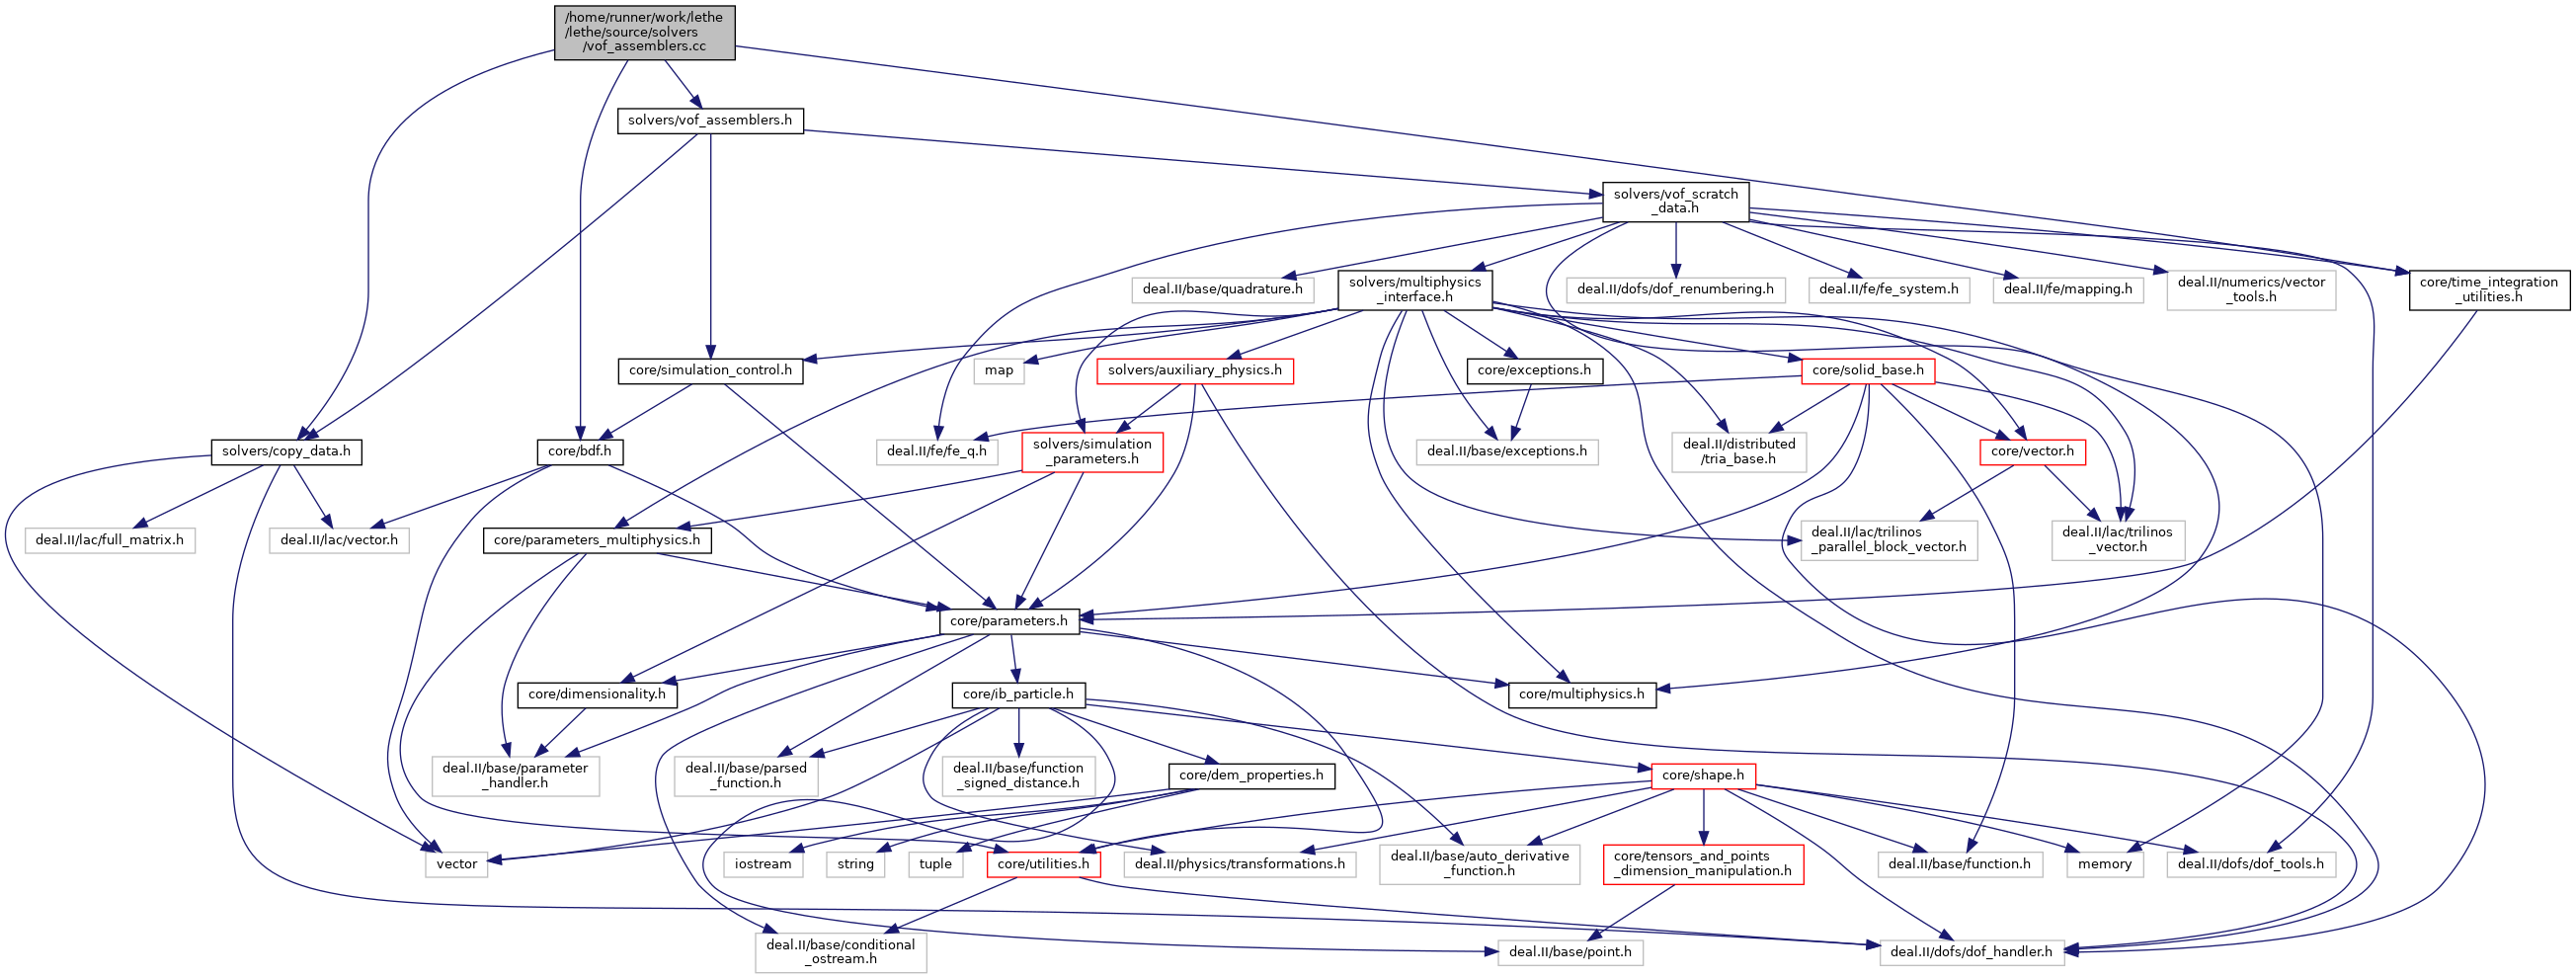 /home/runner/work/lethe
/lethe/source/solvers
/vof_assemblers.cc
solvers/vof_assemblers.h
solvers/vof_scratch
_data.h
deal.II/base/quadrature.h
solvers/multiphysics
_interface.h
deal.II/dofs/dof_renumbering.h
deal.II/fe/fe_system.h
deal.II/fe/mapping.h
deal.II/numerics/vector
_tools.h
core/time_integration
_utilities.h
core/simulation_control.h
map
solvers/auxiliary_physics.h
core/exceptions.h
core/solid_base.h
solvers/copy_data.h
core/bdf.h
deal.II/fe/fe_q.h
solvers/simulation
_parameters.h
deal.II/base/exceptions.h
deal.II/distributed
/tria_base.h
core/vector.h
deal.II/lac/full_matrix.h
deal.II/lac/vector.h
core/parameters_multiphysics.h
deal.II/lac/trilinos
_parallel_block_vector.h
deal.II/lac/trilinos
_vector.h
core/parameters.h
core/dimensionality.h
core/ib_particle.h
core/multiphysics.h
deal.II/base/parameter
_handler.h
deal.II/base/parsed
_function.h
deal.II/base/function
_signed_distance.h
core/dem_properties.h
core/shape.h
vector
iostream
string
tuple
core/utilities.h
deal.II/physics/transformations.h
deal.II/base/auto_derivative
_function.h
core/tensors_and_points
_dimension_manipulation.h
deal.II/base/function.h
memory
deal.II/dofs/dof_tools.h
deal.II/base/conditional
_ostream.h
deal.II/base/point.h
deal.II/dofs/dof_handler.h